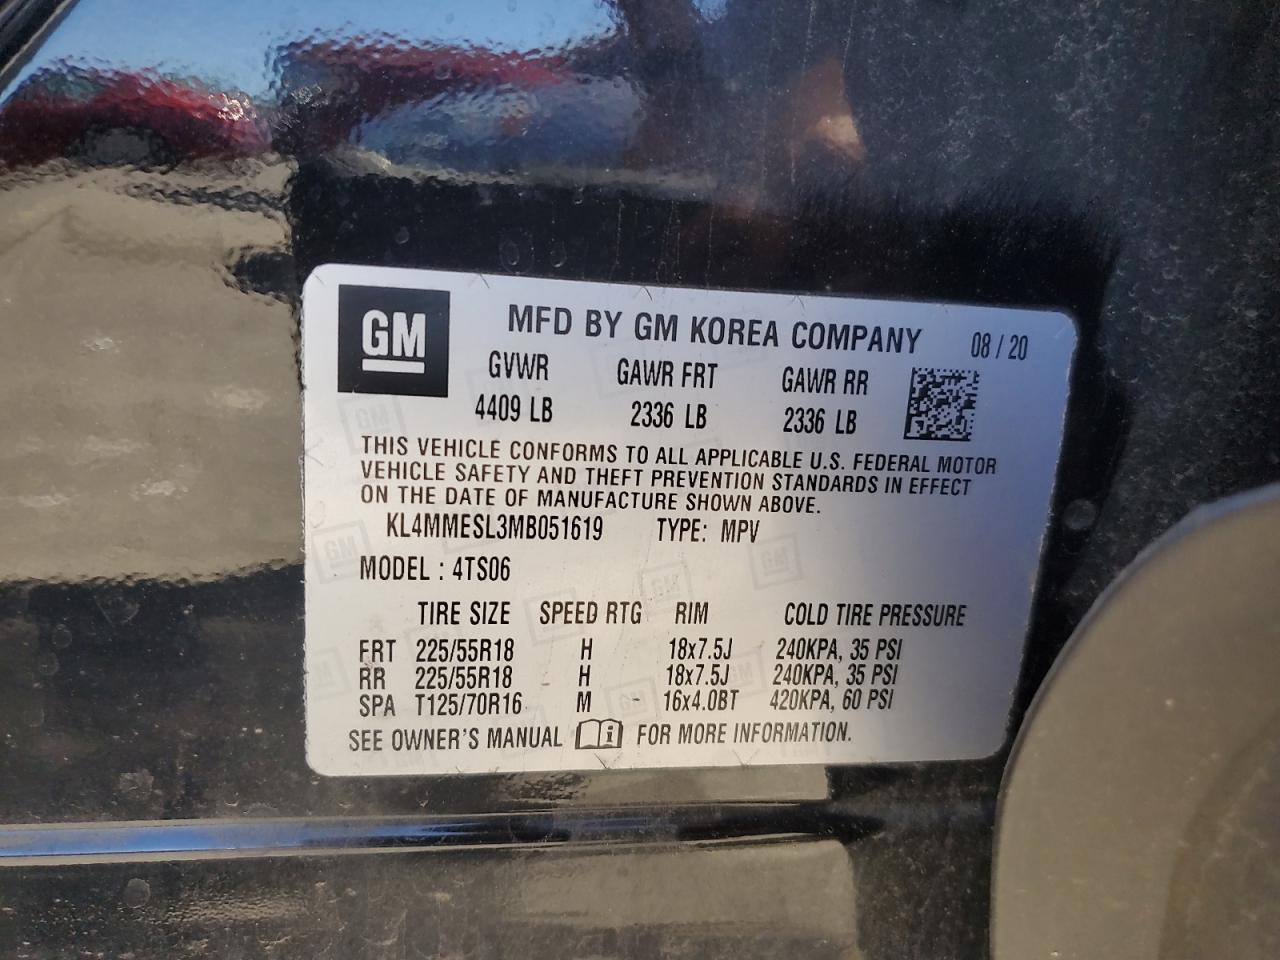 GM
MFD BY GM KOREA COMPANY 08 / 20
GVWR GAWR FRT GAWR RR
4409 LB 2336 LB 2336 LB
THIS VEHICLE CONFORMS TO ALL APPLICABLE U.S. FEDERAL MOTOR
VEHICLE SAFETY AND THEFT PREVENTION STANDARDS IN EFFECT
ON THE DATE OF MANUFACTURE SHOWN ABOVE.
KL4MMESL3MB051619 TYPE: MPV
MODEL : 4TS06
TIRE SIZE SPEED RTG RIM COLD TIRE PRESSURE
FRT 225/55R18 H 18x7.5J 240KPA, 35 PSI
RR 225/55R18 H 18x7.5J 240KPA, 35 PSI
SPA T125/70R16 M 16x4.0BT 420KPA, 60 PSI
SEE OWNER'S MANUAL i FOR MORE INFORMATION.